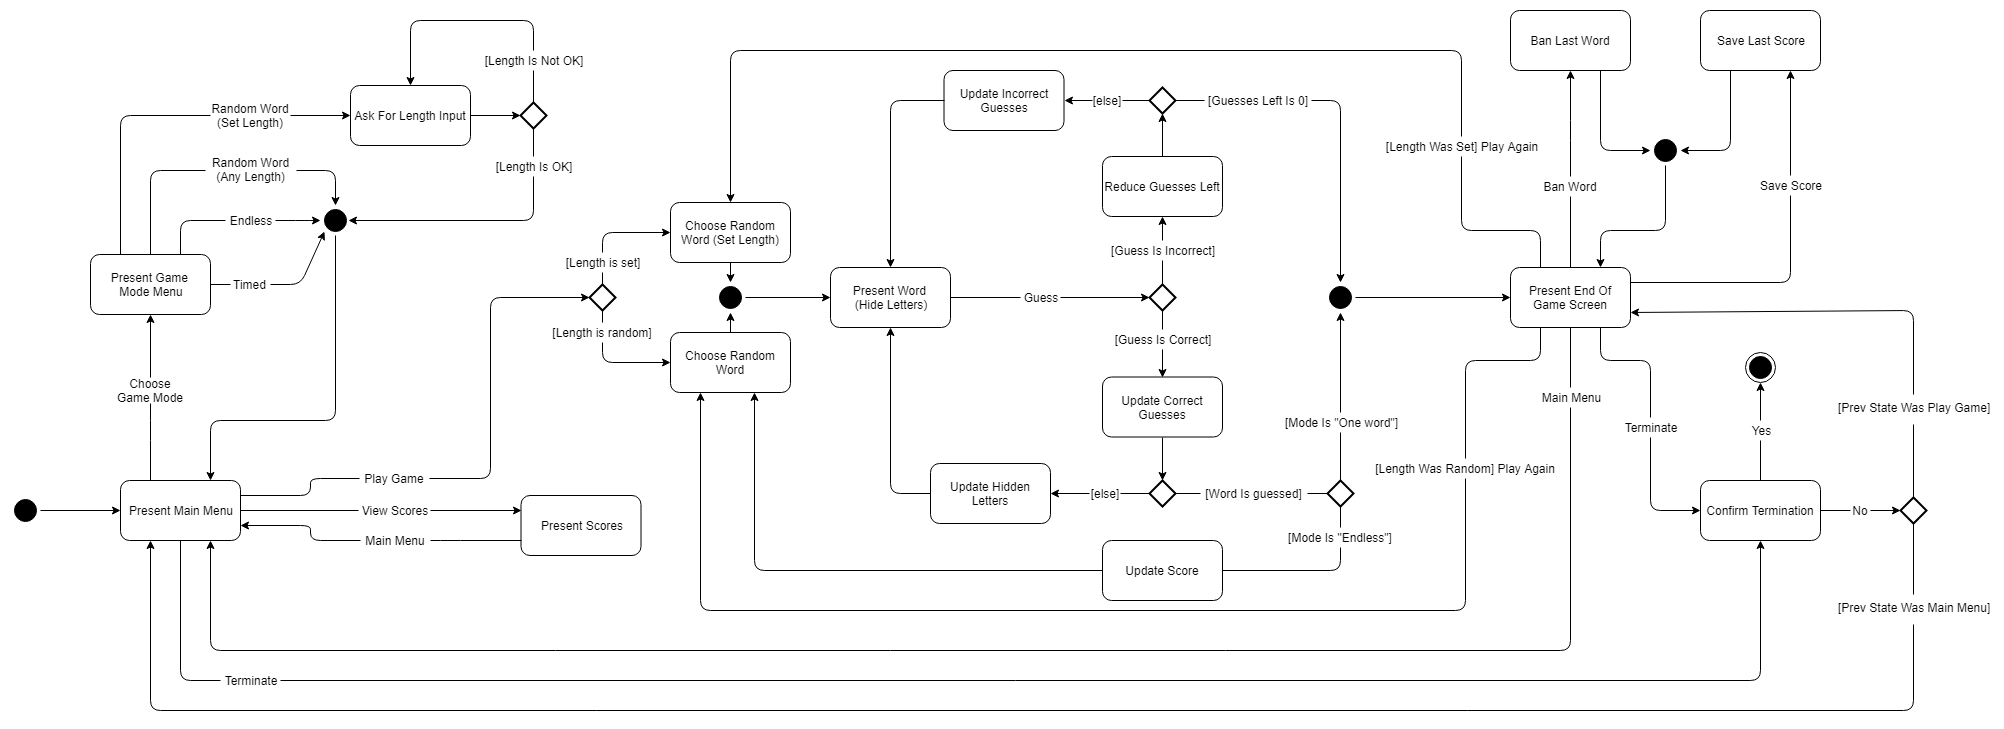 Ban Last Word
Save Last Score
[Length Is Not OK]
Random Word
(Set Length)
Ask For Length Input
Update Incorrect
Guesses
[else]
[Guesses Left Is 0]
[Length Was Set] Play Again
Random Word
(Any Length)
[Length Is OK]
Reduce Guesses Left
Ban Word
Save Score
Endless
Choose Random
Word (Set Length)
[Guess Is Incorrect]
[Length is set]
Present Game
Mode Menu
Timed
Present Word
(Hide Letters)
Guess
Present End Of
Game Screen
[Length is random]
[Guess Is Correct]
Choose Random
Word
Choose
Game Mode
Update Correct
Guesses
Main Menu
[Prev State Was Play Game]
[Mode Is "One word"]
Terminate
Yes
[Length Was Random] Play Again
Play Game
Update Hidden
Letters
[else]
[Word Is guessed]
Present Main Menu
View Scores
Present Scores
Main Menu
Confirm Termination
No
[Mode Is "Endless"]
Update Score
[Prev State Was Main Menu]
Terminate